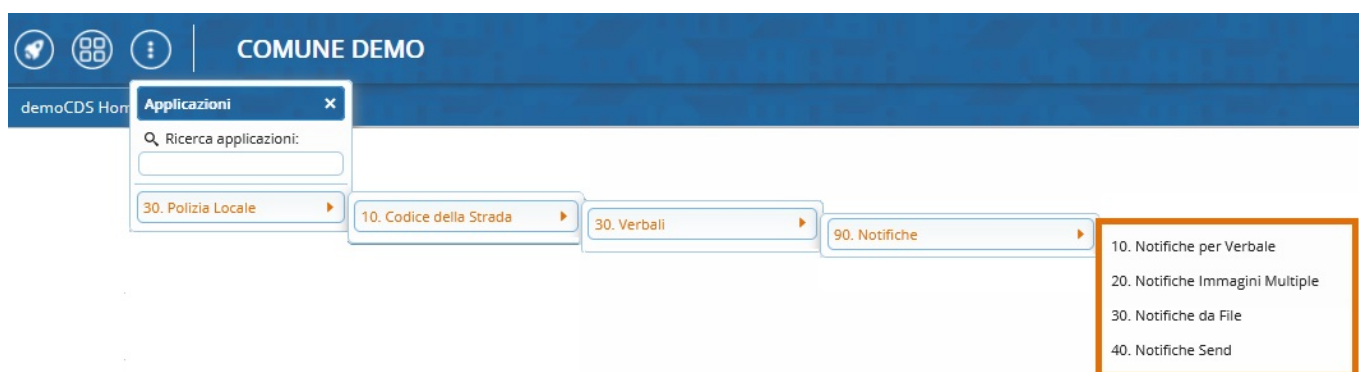 COMUNE DEMO
demoCDS Hom
Applicazioni
Ricerca applicazioni:
30. Polizia Locale
10. Codice della Strada
30. Verbali
90. Notifiche
10. Notifiche per Verbale
20. Notifiche Immagini Multiple
30. Notifiche da File
40. Notifiche Send